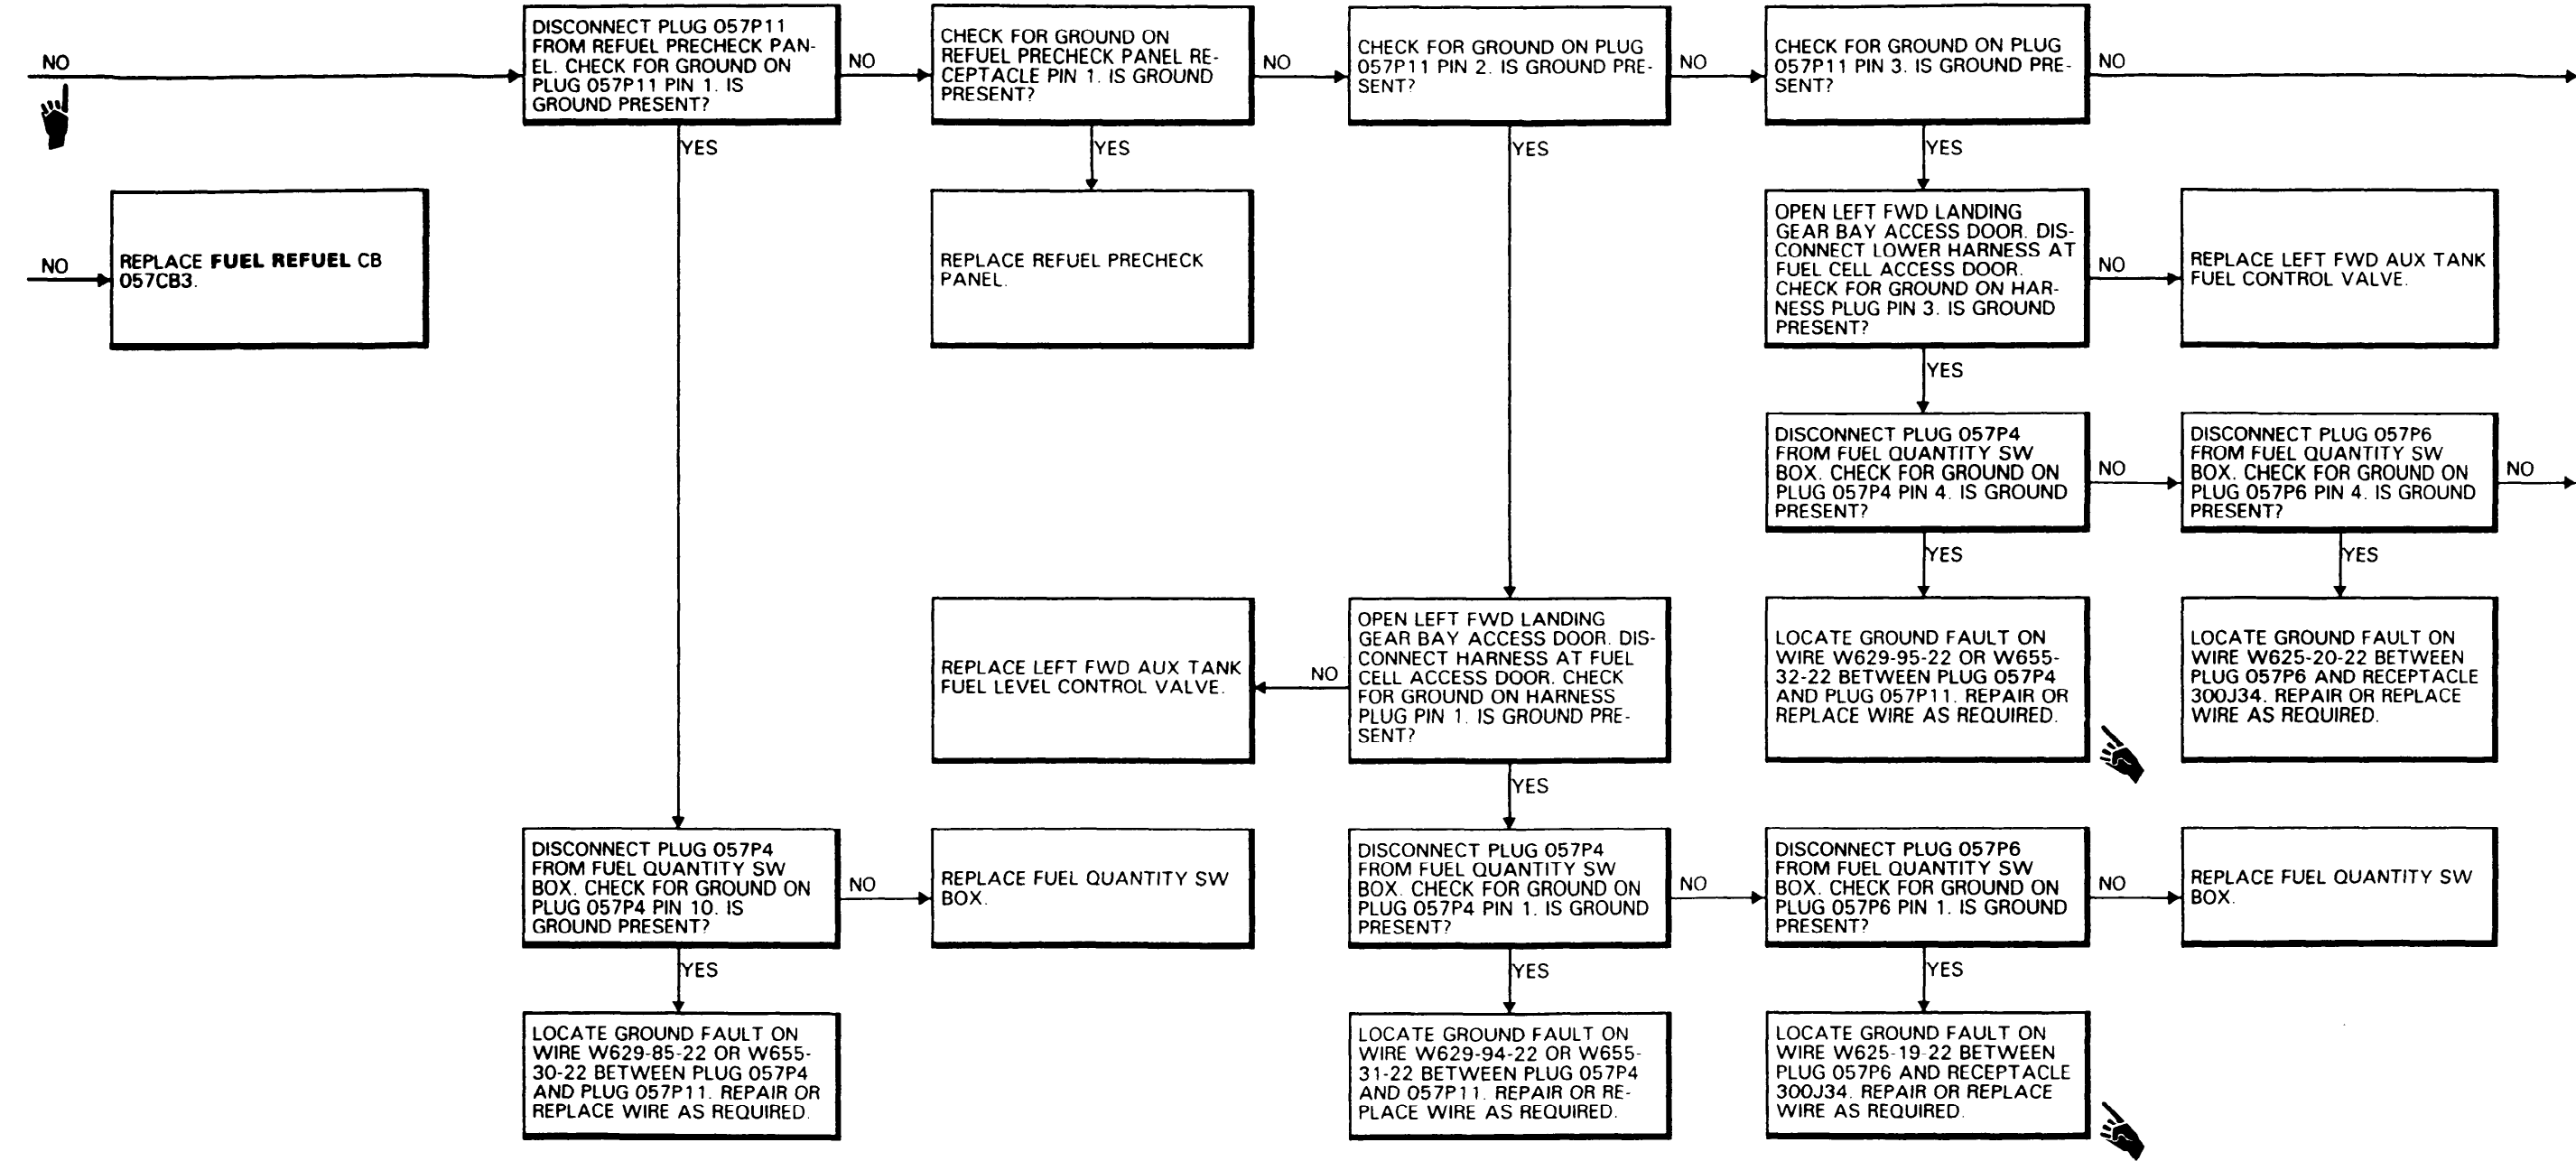 NO
DISCONNECT PLUG 057P11
FROM REFUEL PRECHECK PAN-
EL. CHECK FOR GROUND ON
PLUG 057P11 PIN 1. IS
GROUND PRESENT?
NO
CHECK FOR GROUND ON
REFUEL PRECHECK PANEL RE-
CEPTACLE PIN 1. IS GROUND
PRESENT?
NO
CHECK FOR GROUND ON PLUG
057P11 PIN 2. IS GROUND PRE-
SENT?
NO
CHECK FOR GROUND ON PLUG
057P11 PIN 3. IS GROUND PRE-
SENT?
NO
YES
YES
YES
YES
NO
REPLACE FUEL REFUEL CB
057CB3.
REPLACE REFUEL PRECHECK
PANEL.
OPEN LEFT FWD LANDING
GEAR BAY ACCESS DOOR. DIS-
CONNECT LOWER HARNESS AT
FUEL CELL ACCESS DOOR.
CHECK FOR GROUND ON HAR-
NESS PLUG PIN 3. IS GROUND
PRESENT?
NO
REPLACE LEFT FWD AUX TANK
FUEL CONTROL VALVE.
YES
DISCONNECT PLUG 057P4
FROM FUEL QUANTITY SW
BOX. CHECK FOR GROUND ON
PLUG 057P4 PIN 4. IS GROUND
PRESENT?
NO
DISCONNECT PLUG 057P6
FROM FUEL QUANTITY SW
BOX. CHECK FOR GROUND ON
PLUG 057P6 PIN 4. IS GROUND
PRESENT?
NO
YES
YES
REPLACE LEFT FWD AUX TANK
FUEL LEVEL CONTROL VALVE.
NO
OPEN LEFT FWD LANDING
GEAR BAY ACCESS DOOR. DIS-
CONNECT HARNESS AT FUEL
CELL ACCESS DOOR. CHECK
FOR GROUND ON HARNESS
PLUG PIN 1. IS GROUND PRE-
SENT?
LOCATE GROUND FAULT ON
WIRE W629-95-22 OR W655-
32-22 BETWEEN PLUG 057P4
AND PLUG 057P11. REPAIR OR
REPLACE WIRE AS REQUIRED.
LOCATE GROUND FAULT ON
WIRE W625-20-22 BETWEEN
PLUG 057P6 AND RECEPTACLE
300J34. REPAIR OR REPLACE
WIRE AS REQUIRED.
YES
DISCONNECT PLUG 057P4
FROM FUEL QUANTITY SW
BOX. CHECK FOR GROUND ON
PLUG 057P4 PIN 10. IS
GROUND PRESENT?
NO
REPLACE FUEL QUANTITY SW
BOX.
DISCONNECT PLUG 057P4
FROM FUEL QUANTITY SW
BOX. CHECK FOR GROUND ON
PLUG 057P4 PIN 1. IS GROUND
PRESENT?
NO
DISCONNECT PLUG 057P6
FROM FUEL QUANTITY SW
BOX. CHECK FOR GROUND ON
PLUG 057P6 PIN 1. IS GROUND
PRESENT?
NO
REPLACE FUEL QUANTITY SW
BOX.
YES
YES
YES
LOCATE GROUND FAULT ON
WIRE W629-85-22 OR W655-
30-22 BETWEEN PLUG 057P4
AND PLUG 057P11. REPAIR OR
REPLACE WIRE AS REQUIRED.
LOCATE GROUND FAULT ON
WIRE W629-94-22 OR W655-
31-22 BETWEEN PLUG 057P4
AND 057P11. REPAIR OR RE-
PLACE WIRE AS REQUIRED.
LOCATE GROUND FAULT ON
WIRE W625-19-22 BETWEEN
PLUG 057P6 AND RECEPTACLE
300J34. REPAIR OR REPLACE
WIRE AS REQUIRED.